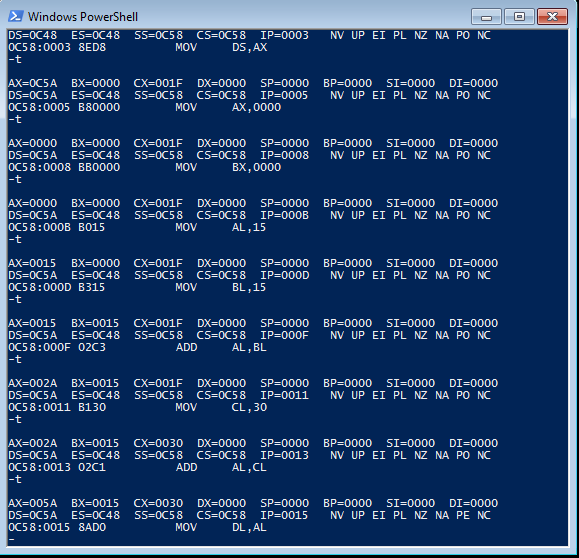 Windows PowerShell
DS=0C48  ES=0C48  SS=0C58  CS=0C58  IP=0003   NV UP EI PL NZ NA PO NC
0C58:0003 8ED8          MOV     DS,AX
-t
AX=0C5A  BX=0000  CX=001F  DX=0000  SP=0000  BP=0000  SI=0000  DI=0000
DS=0C5A  ES=0C48  SS=0C58  CS=0C58  IP=0005   NV UP EI PL NZ NA PO NC
0C58:0005 B80000        MOV     AX,0000
-t
AX=0000  BX=0000  CX=001F  DX=0000  SP=0000  BP=0000  SI=0000  DI=0000
DS=0C5A  ES=0C48  SS=0C58  CS=0C58  IP=0008   NV UP EI PL NZ NA PO NC
0C58:0008 BB0000        MOV     BX,0000
-t
AX=0000  BX=0000  CX=001F  DX=0000  SP=0000  BP=0000  SI=0000  DI=0000
DS=0C5A  ES=0C48  SS=0C58  CS=0C58  IP=000B   NV UP EI PL NZ NA PO NC
0C58:000B B015          MOV     AL,15
-t
AX=0015  BX=0000  CX=001F  DX=0000  SP=0000  BP=0000  SI=0000  DI=0000
DS=0C5A  ES=0C48  SS=0C58  CS=0C58  IP=000D   NV UP EI PL NZ NA PO NC
0C58:000D B315          MOV     BL,15
-t
AX=0015  BX=0015  CX=001F  DX=0000  SP=0000  BP=0000  SI=0000  DI=0000
DS=0C5A  ES=0C48  SS=0C58  CS=0C58  IP=000F   NV UP EI PL NZ NA PO NC
0C58:000F 02C3          ADD     AL,BL
-t
AX=002A  BX=0015  CX=001F  DX=0000  SP=0000  BP=0000  SI=0000  DI=0000
DS=0C5A  ES=0C48  SS=0C58  CS=0C58  IP=0011   NV UP EI PL NZ NA PO NC
0C58:0011 B130          MOV     CL,30
-t
AX=002A  BX=0015  CX=0030  DX=0000  SP=0000  BP=0000  SI=0000  DI=0000
DS=0C5A  ES=0C48  SS=0C58  CS=0C58  IP=0013   NV UP EI PL NZ NA PO NC
0C58:0013 02C1          ADD     AL,CL
-t
AX=005A  BX=0015  CX=0030  DX=0000  SP=0000  BP=0000  SI=0000  DI=0000
DS=0C5A  ES=0C48  SS=0C58  CS=0C58  IP=0015   NV UP EI PL NZ NA PE NC
0C58:0015 8AD0          MOV     DL,AL
-